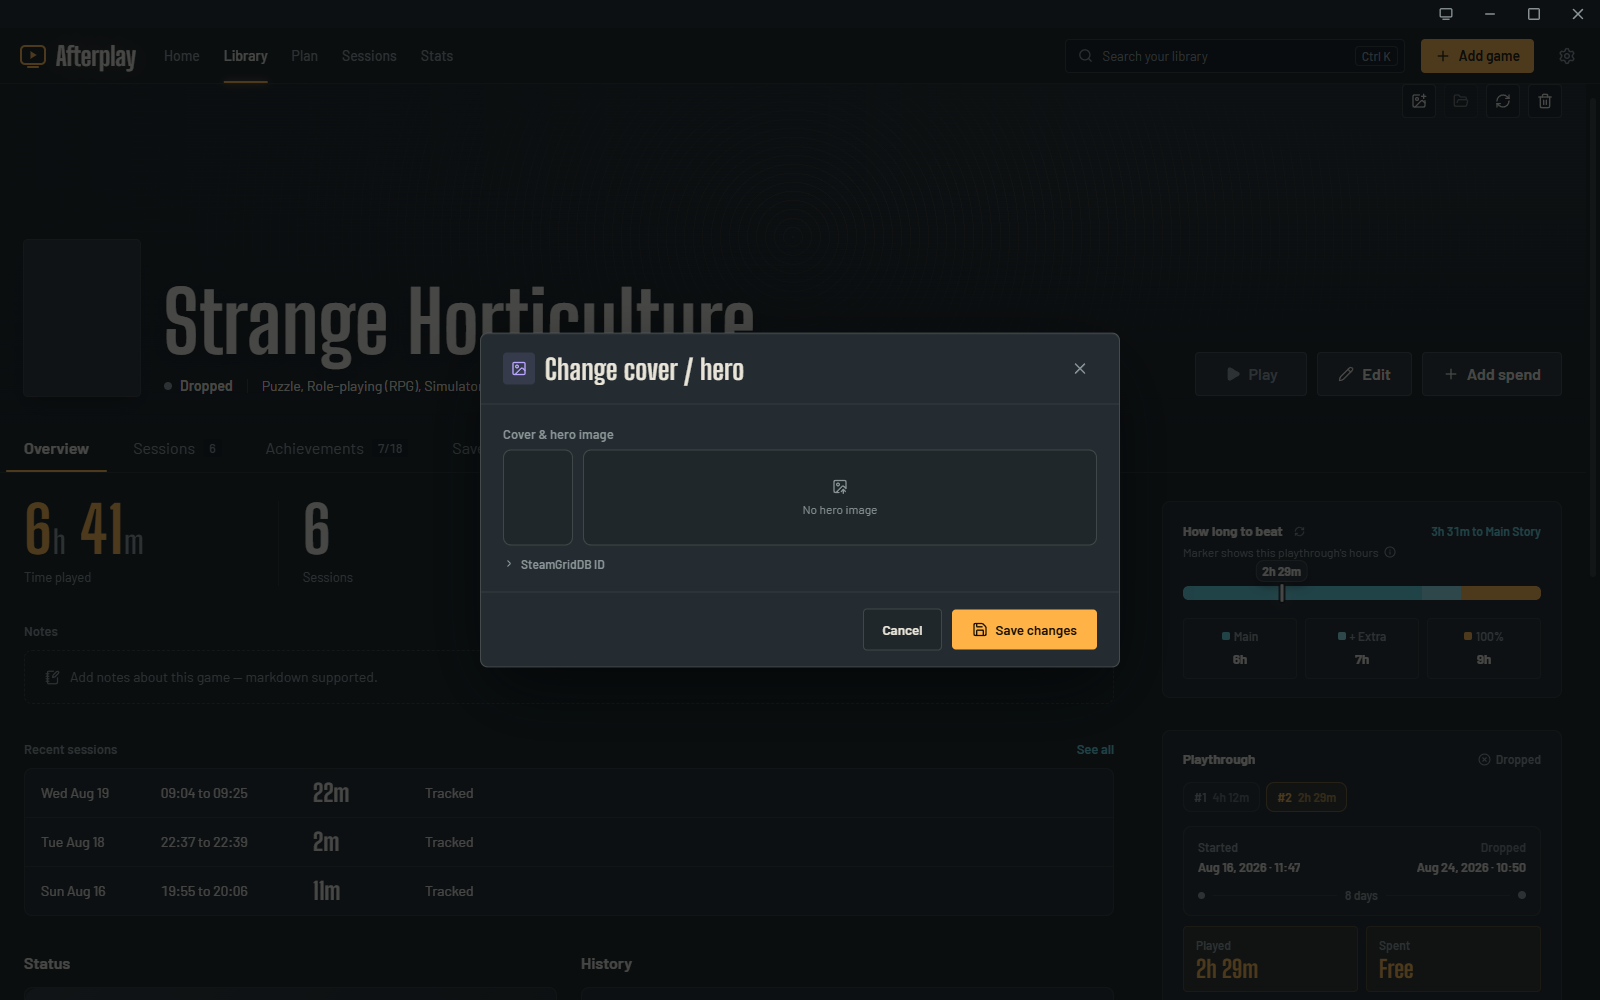 Afterplay
Home
Library
Plan
Sessions
Stats
Search your library
Ctrl K
Add game
Strange Horticulture
Dropped
Puzzle, Role-playing (RPG), Simulator
Play
Edit
Add spend
Change cover / hero
Cover & hero image
No hero image
SteamGridDB ID
Cancel
Save changes
Overview
Sessions 6
Achievements 7/18
Save
6h 41m
Time played
6
Sessions
Notes
Add notes about this game — markdown supported.
Recent sessions
See all
Wed Aug 19 09:04 to 09:25 22m Tracked
Tue Aug 18 22:37 to 22:39 2m Tracked
Sun Aug 16 19:55 to 20:06 11m Tracked
Status
History
How long to beat
3h 31m to Main Story
Marker shows this playthrough's hours
2h 29m
Main
6h
+ Extra
7h
100%
9h
Playthrough
Dropped
#1 4h 12m
#2 2h 29m
Started
Dropped
Aug 16, 2026 · 11:47
Aug 24, 2026 · 10:50
8 days
Played
2h 29m
Spent
Free